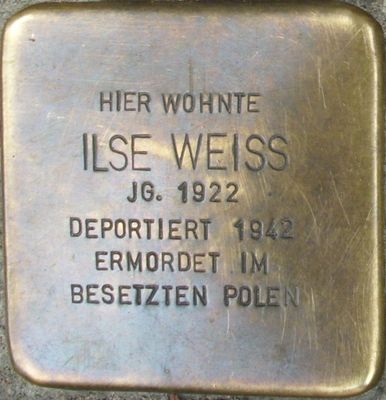 HIER WOHNTE
ILSE WEISS
JG. 1922
DEPORTIERT 1942
ERMORDET IM
BESETZTEN POLEN